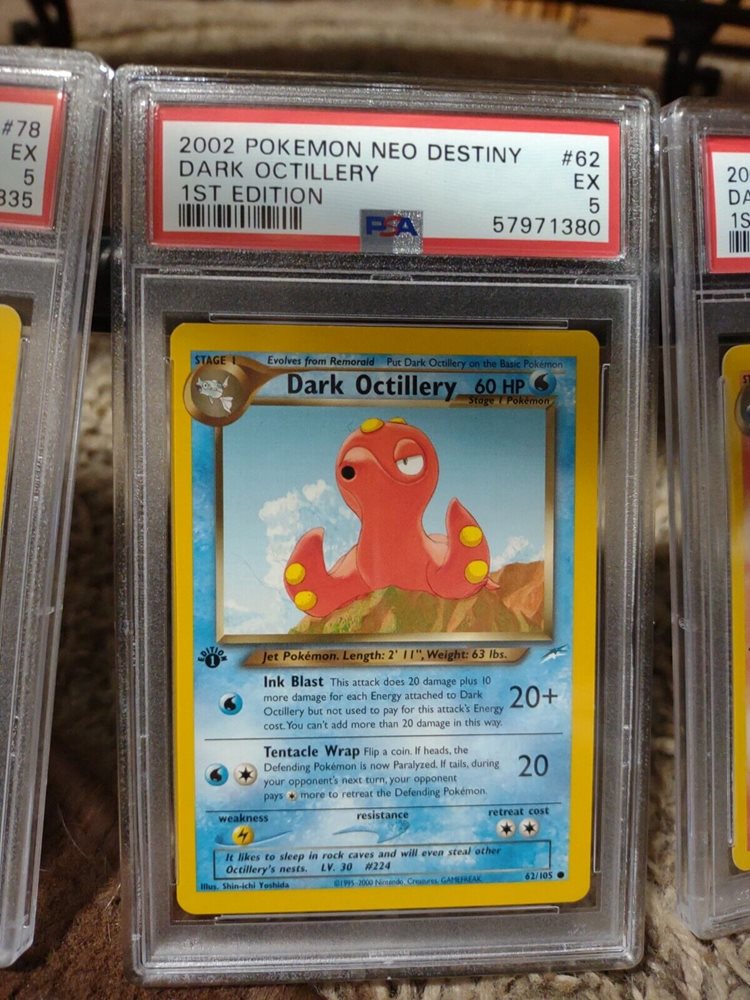 #78
EX
5
335
2002 POKEMON NEO DESTINY #62
DARK OCTILLERY EX
1ST EDITION 5
PSA 57971380
20
DA
1S
STAGE 1 Evolves from Remoraid Put Dark Octillery on the Basic Pokémon
Dark Octillery 60 HP
Stage 1 Pokémon
EDITION
1
Jet Pokémon. Length: 2' 11", Weight: 63 lbs.
Ink Blast This attack does 20 damage plus 10
more damage for each Energy attached to Dark
Octillery but not used to pay for this attack's Energy
cost. You can't add more than 20 damage in this way.
20+
Tentacle Wrap Flip a coin. If heads, the
Defending Pokémon is now Paralyzed. If tails, during
your opponent's next turn, your opponent
pays more to retreat the Defending Pokémon.
20
weakness resistance retreat cost
It likes to sleep in rock caves and will even steal other
Octillery's nests. LV. 30 #224
Illus. Shin-ichi Yoshida ©1995-2000 Nintendo, Creatures, GAMEFREAK. 62/105
ST